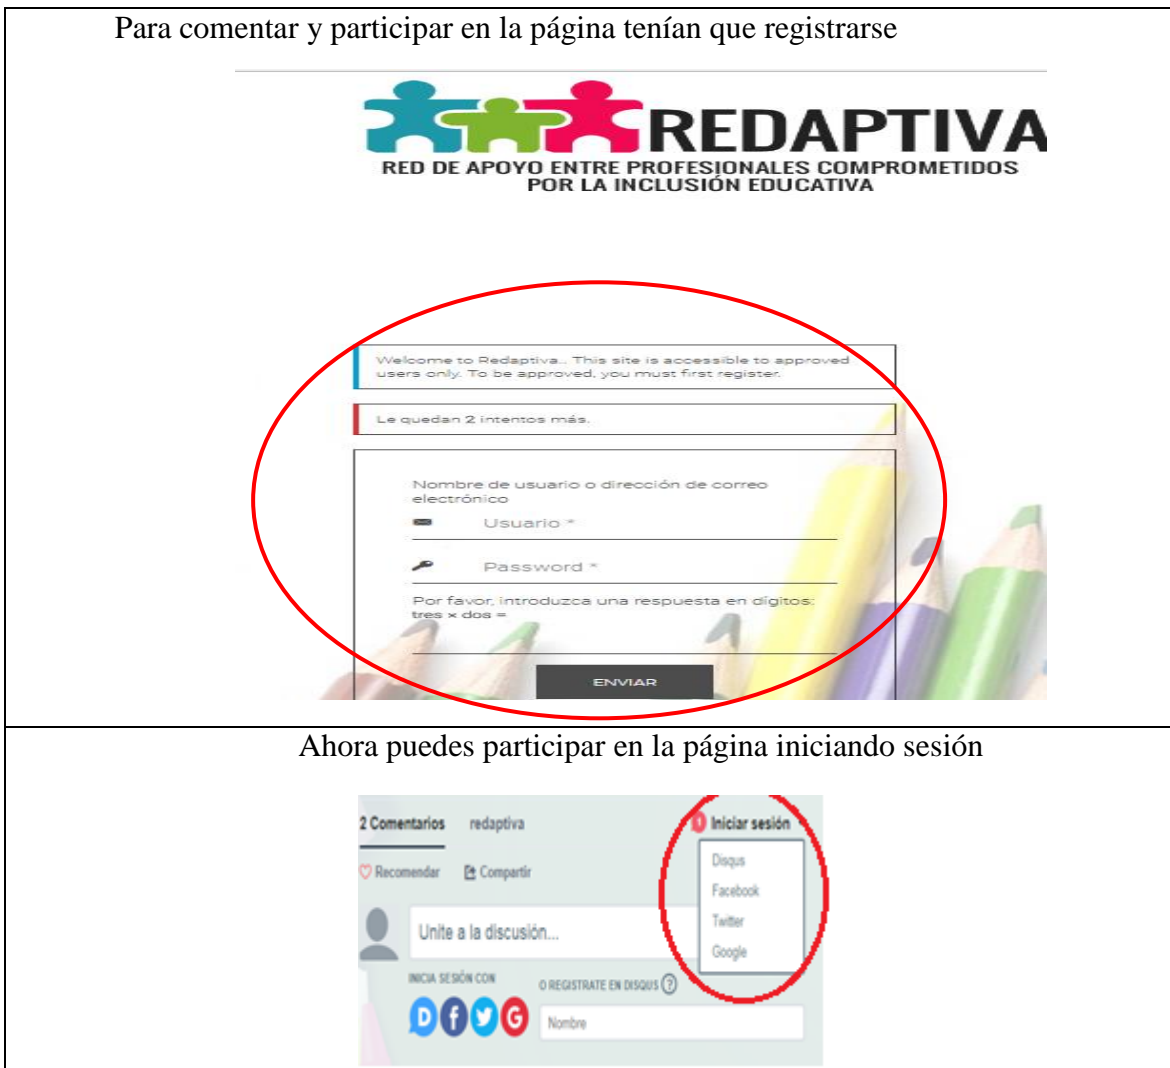 Para comentar y participar en la página tenían que registrarse
REDAPTIVA
RED DE APOYO ENTRE PROFESIONALES COMPROMETIDOS
POR LA INCLUSIÓN EDUCATIVA
Welcome to Redaptiva.. This site is accessible to approved
users only. To be approved, you must first register.
Le quedan 2 intentos más.
Nombre de usuario o dirección de correo
electrónico
Usuario *
Password *
Por favor, introduzca una respuesta en dígitos:
tres × dos =
ENVIAR
Ahora puedes participar en la página iniciando sesión
2 Comentarios redaptiva 1 Iniciar sesión
Recomendar Compartir
Disqus
Facebook
Twitter
Google
Unite a la discusión...
INICIA SESIÓN CON
O REGISTRATE EN DISQUS ?
D f G
Nombre